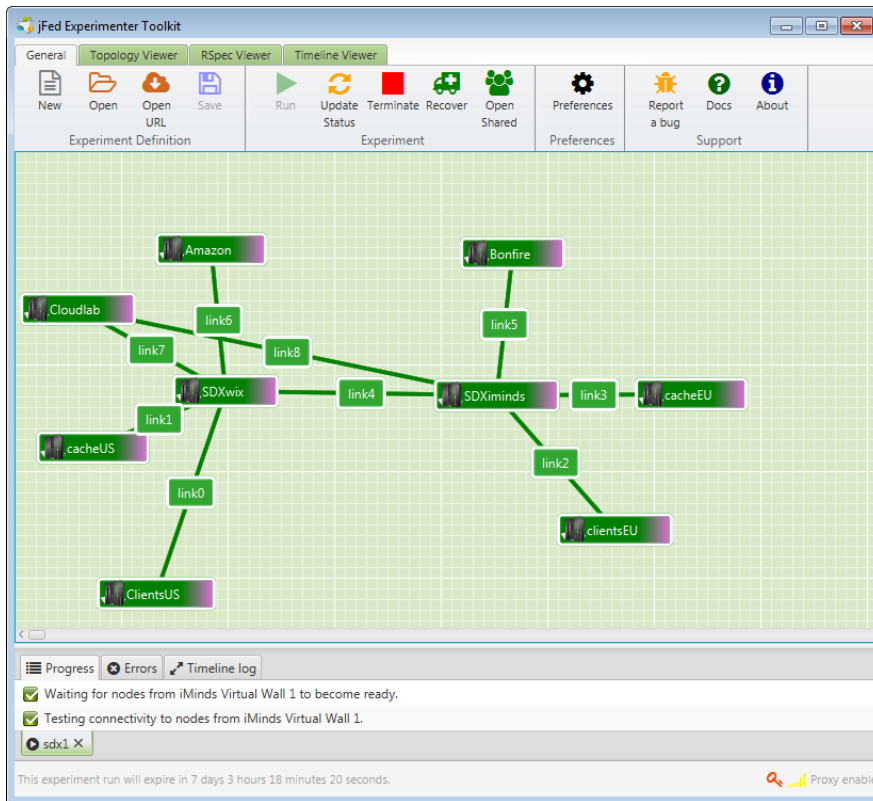 jFed Experimenter Toolkit
General Topology Viewer RSpec Viewer Timeline Viewer
New Open Open URL Save Run Update Status Terminate Recover Open Shared Preferences Report a bug Docs About
Experiment Definition Experiment Preferences Support
Amazon
Bonfire
Cloudlab
link6
link5
link7
link8
SDXwix
link4
SDXiminds
link3
cacheEU
link1
cacheUS
link2
link0
clientsEU
ClientsUS
Progress Errors Timeline log
Waiting for nodes from iMinds Virtual Wall 1 to become ready.
Testing connectivity to nodes from iMinds Virtual Wall 1.
sdx1
This experiment run will expire in 7 days 3 hours 18 minutes 20 seconds.
Proxy enable